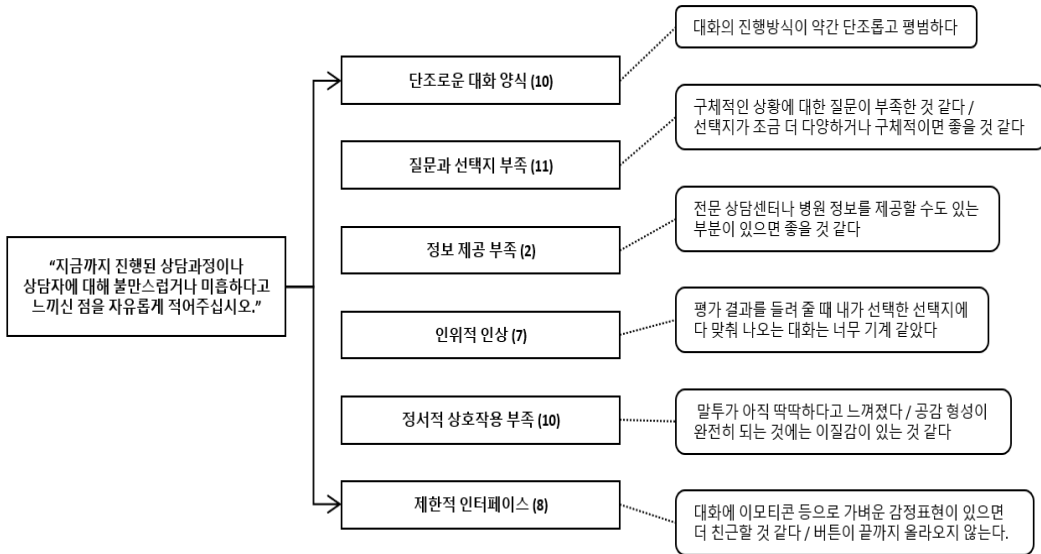 “지금까지 진행된 상담과정이나
상담자에 대해 불만스럽거나 미흡하다고
느끼신 점을 자유롭게 적어주십시오.”
단조로운 대화 양식 (10)
대화의 진행방식이 약간 단조롭고 평범하다
질문과 선택지 부족 (11)
구체적인 상황에 대한 질문이 부족한 것 같다 /
선택지가 조금 더 다양하거나 구체적이면 좋을 것 같다
정보 제공 부족 (2)
전문 상담센터나 병원 정보를 제공할 수도 있는
부분이 있으면 좋을 것 같다
인위적 인상 (7)
평가 결과를 들려 줄 때 내가 선택한 선택지에
다 맞춰 나오는 대화는 너무 기계 같았다
정서적 상호작용 부족 (10)
말투가 아직 딱딱하다고 느껴졌다 / 공감 형성이
완전히 되는 것에는 이질감이 있는 것 같다
제한적 인터페이스 (8)
대화에 이모티콘 등으로 가벼운 감정표현이 있으면
더 친근할 것 같다 / 버튼이 끝까지 올라오지 않는다.